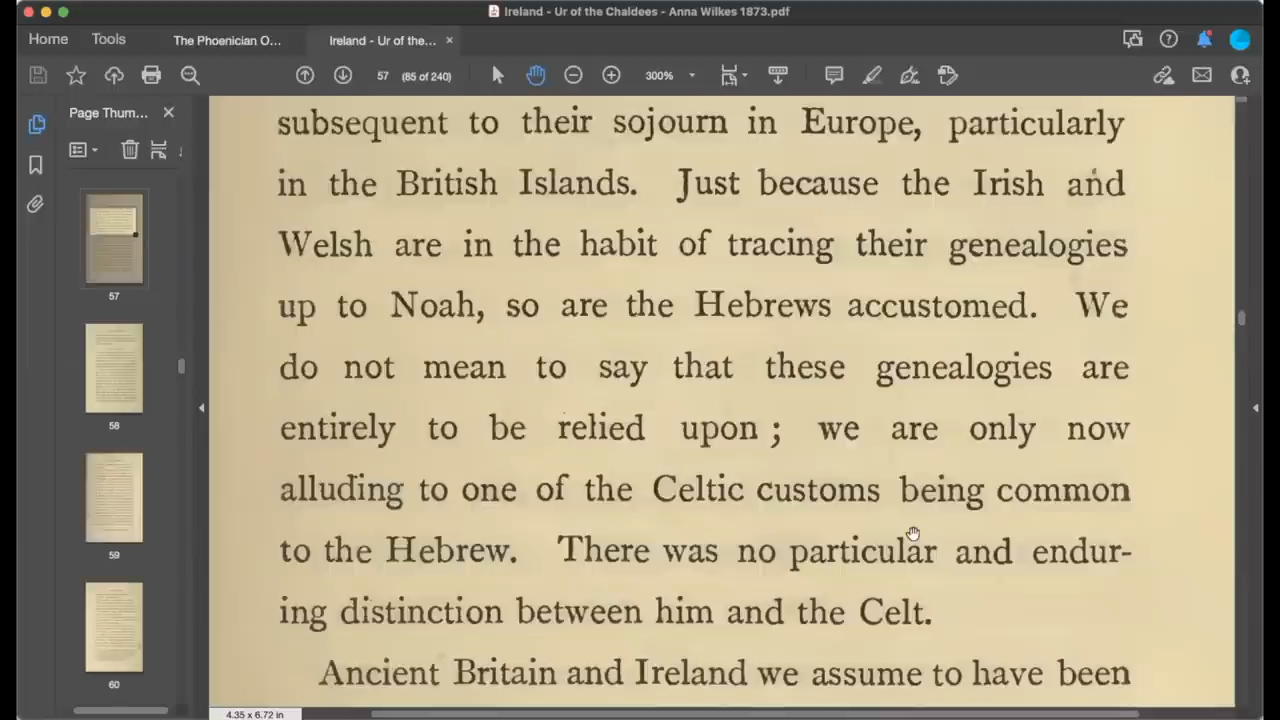 Ireland - Ur of the Chaldees - Anna Wilkes 1873.pdf
Home Tools The Phoenician O... Ireland - Ur of the... ×
57 (85 of 240) 300%
Page Thum... ×
57
58
59
60
subsequent to their sojourn in Europe, particularly
in the British Islands. Just because the Irish and
Welsh are in the habit of tracing their genealogies
up to Noah, so are the Hebrews accustomed. We
do not mean to say that these genealogies are
entirely to be relied upon ; we are only now
alluding to one of the Celtic customs being common
to the Hebrew. There was no particular and endur-
ing distinction between him and the Celt.
Ancient Britain and Ireland we assume to have been
4.35 x 6.72 in